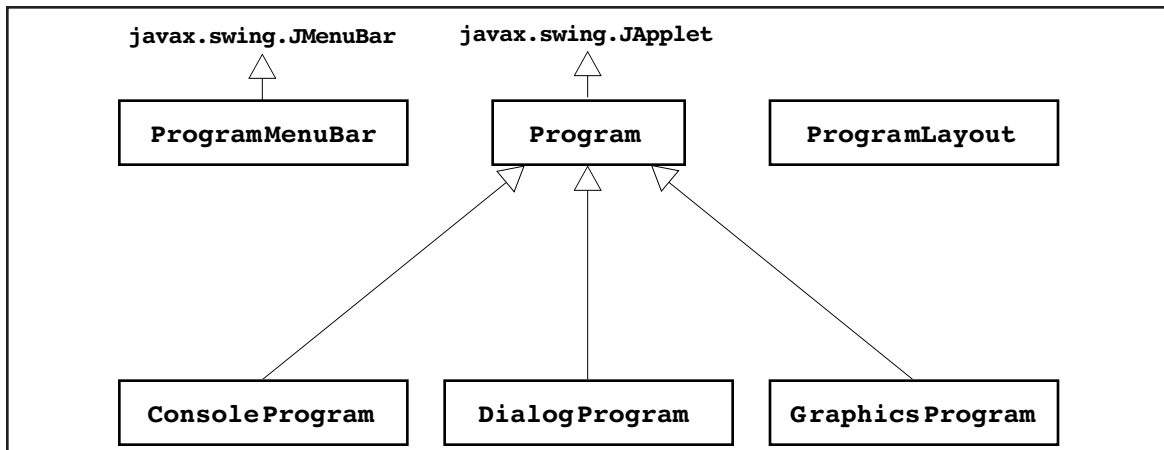 javax.swing.JMenuBar
javax.swing.JApplet
ProgramMenuBar
Program
ProgramLayout
ConsoleProgram
DialogProgram
GraphicsProgram